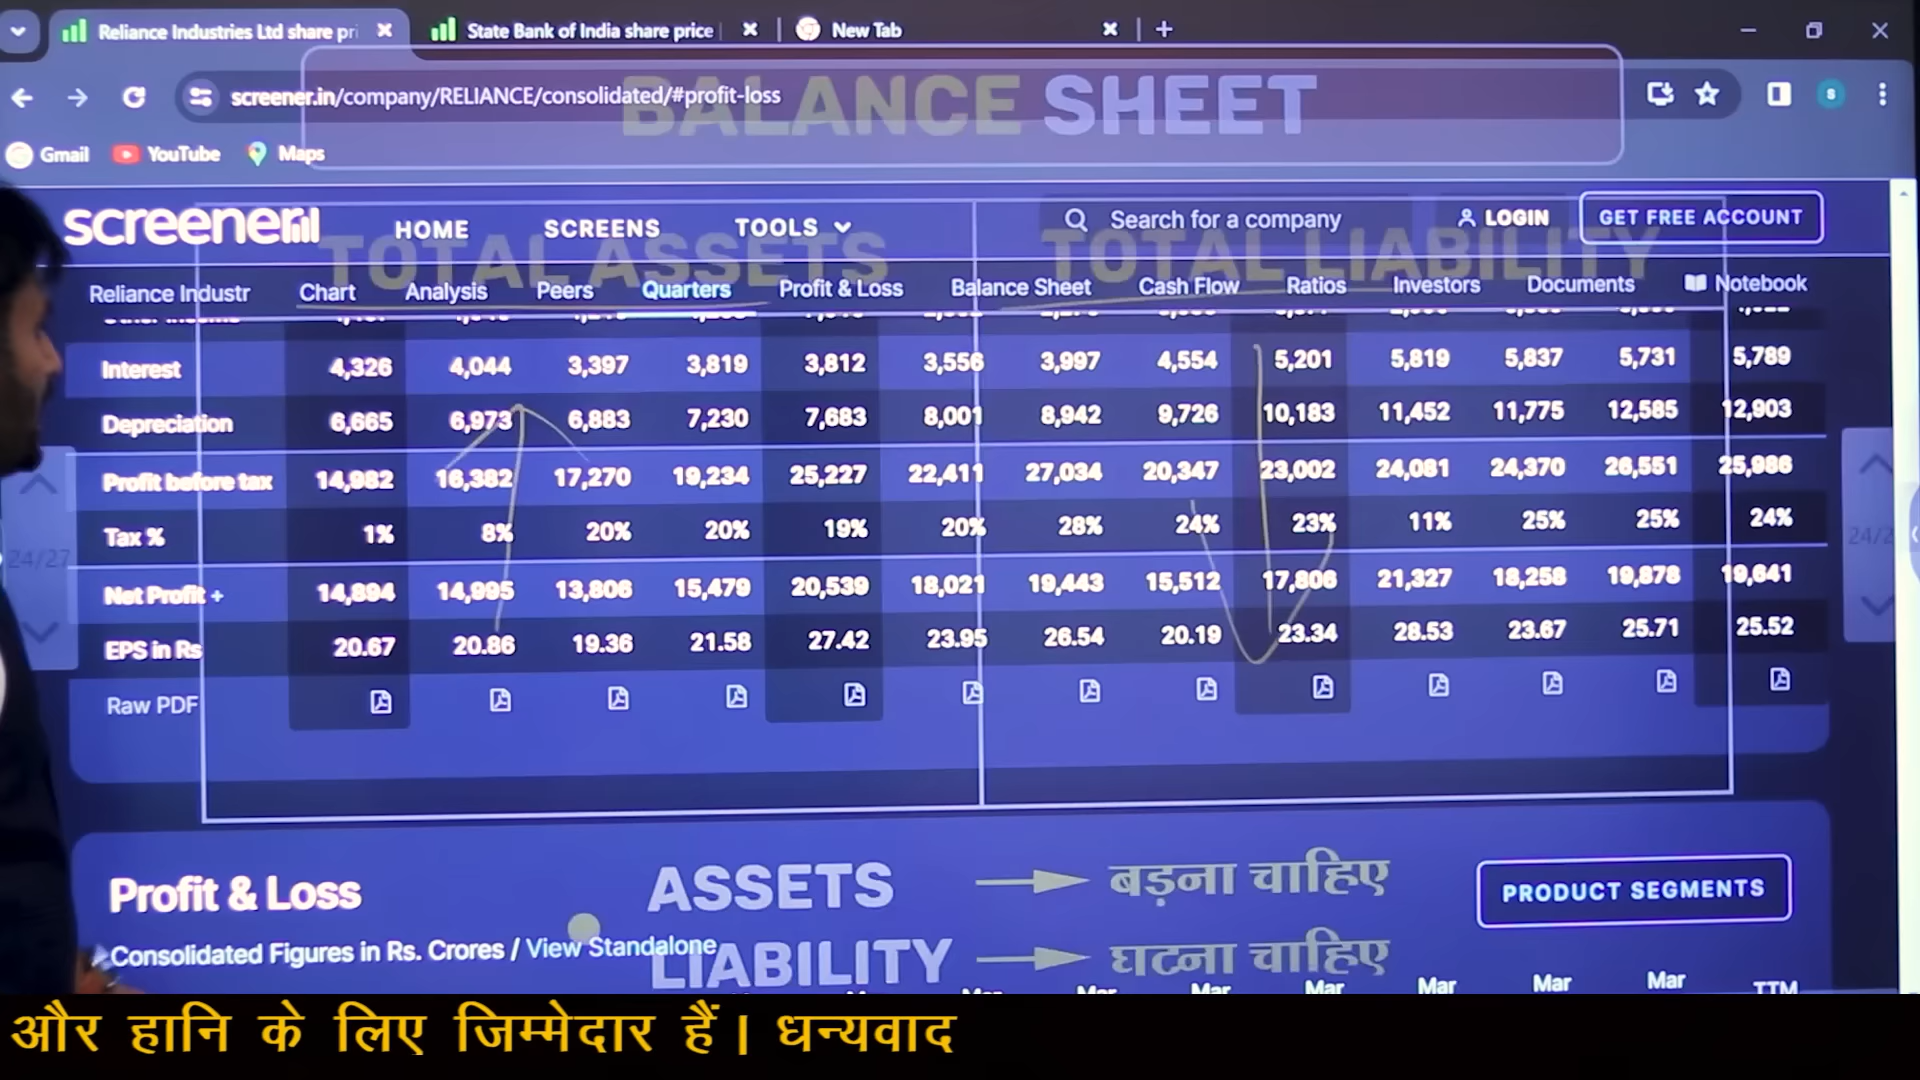 Reliance Industries Ltd share pri
State Bank of India share price
New Tab
screener.in/company/RELIANCE/consolidated/#profit-loss
BALANCE SHEET
Gmail YouTube Maps
screener HOME SCREENS TOOLS Search for a company LOGIN GET FREE ACCOUNT
TOTAL ASSETS TOTAL LIABILITY
Reliance Industr Chart Analysis Peers Quarters Profit & Loss Balance Sheet Cash Flow Ratios Investors Documents Notebook
Interest 4,326 4,044 3,397 3,819 3,812 3,556 3,997 4,554 5,201 5,819 5,837 5,731 5,789
Depreciation 6,665 6,973 6,883 7,230 7,683 8,001 8,942 9,726 10,183 11,452 11,775 12,585 12,903
Profit before tax 14,982 16,382 17,270 19,234 25,227 22,411 27,034 20,347 23,002 24,081 24,370 26,551 25,986
Tax % 1% 8% 20% 20% 19% 20% 28% 24% 23% 11% 25% 25% 24%
24/27
Net Profit + 14,894 14,995 13,806 15,479 20,539 18,021 19,443 15,512 17,806 21,327 18,258 19,878 19,641
EPS in Rs 20.67 20.86 19.36 21.58 27.42 23.95 26.54 20.19 23.34 28.53 23.67 25.71 25.52
Raw PDF
Profit & Loss
ASSETS बड़ना चाहिए
PRODUCT SEGMENTS
Consolidated Figures in Rs. Crores / View Standalone
LIABILITY घटना चाहिए
Mar Mar Mar Mar Mar Mar Mar TTM
और हानि के लिए जिम्मेदार हैं | धन्यवाद